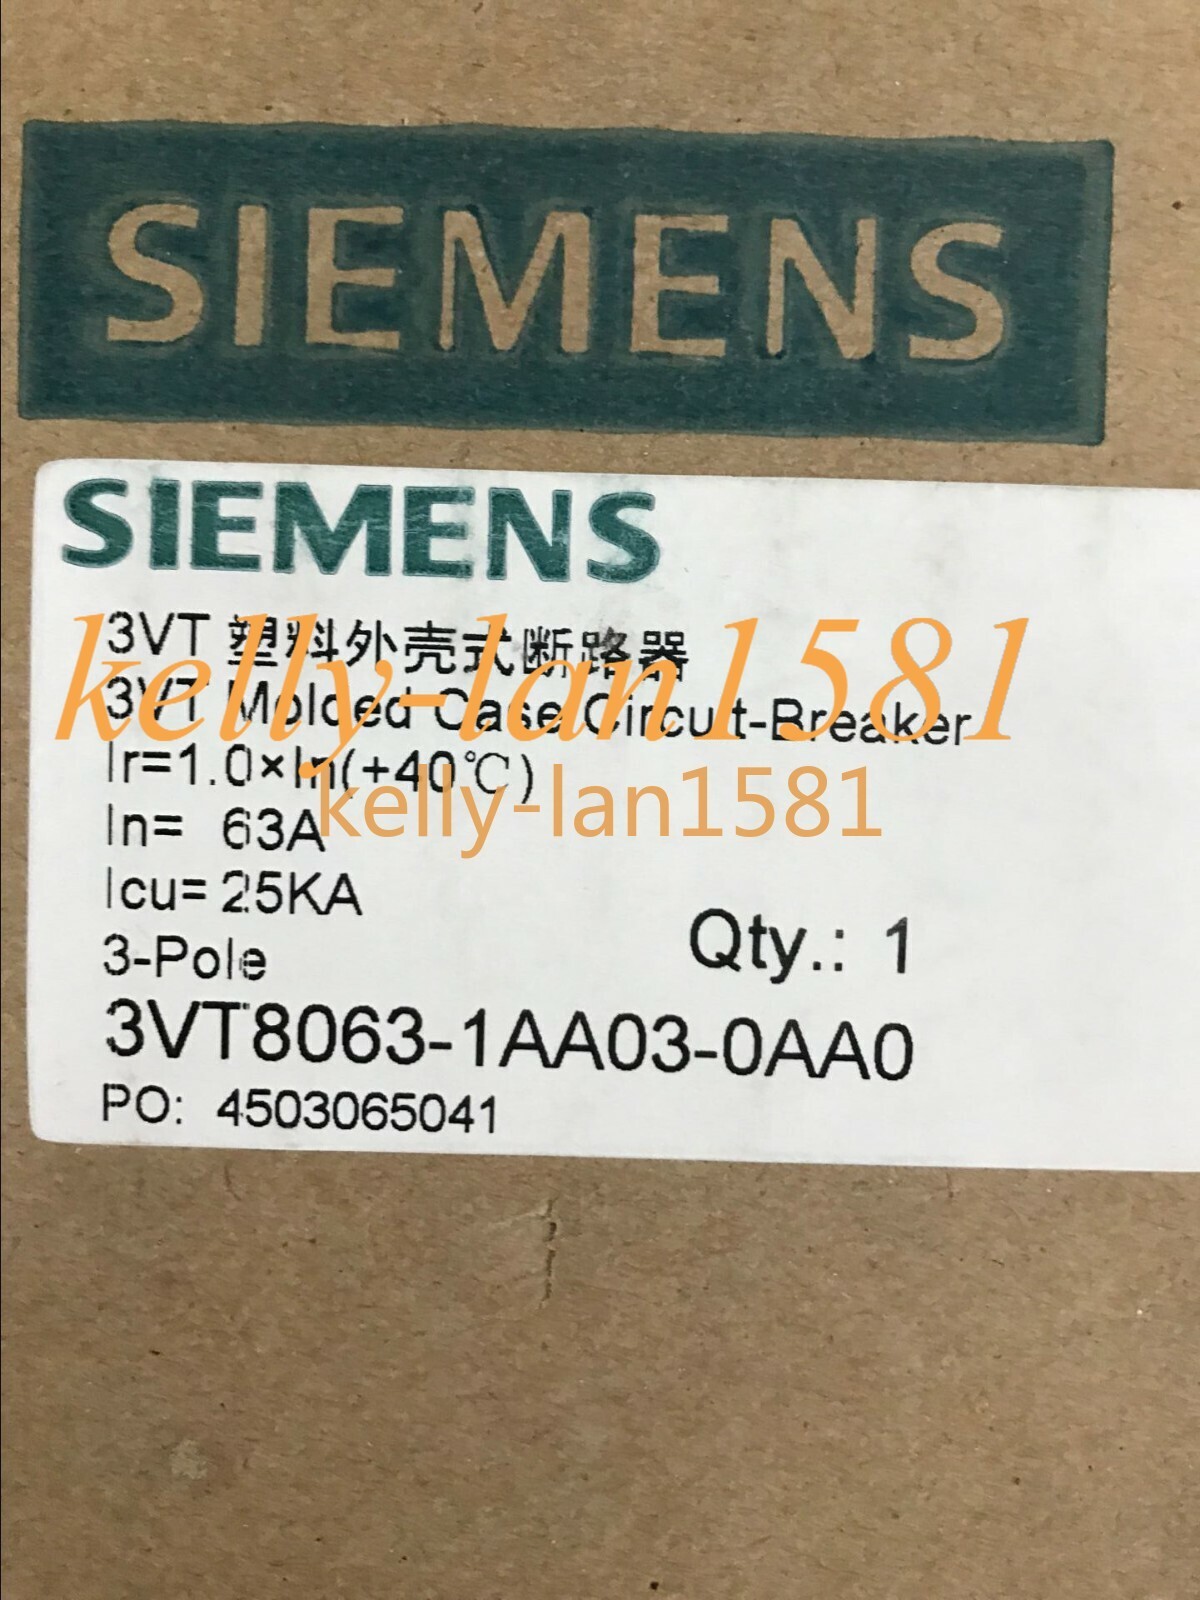 SIEMENS
SIEMENS
3VT 塑料外壳式断路器
kelly-lan1581
3VT Molded Case Circuit-Breaker
Ir=1.0×In(+40℃)
kelly-lan1581
In= 63A
Icu= 25KA
3-Pole
Qty.: 1
3VT8063-1AA03-0AA0
PO: 4503065041